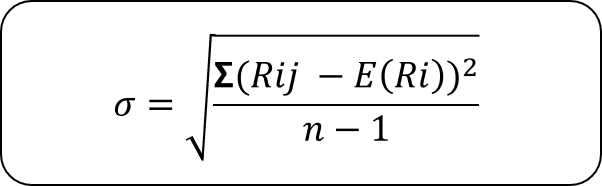 σ = √(Σ(Rij − E(Ri))² / (n − 1))